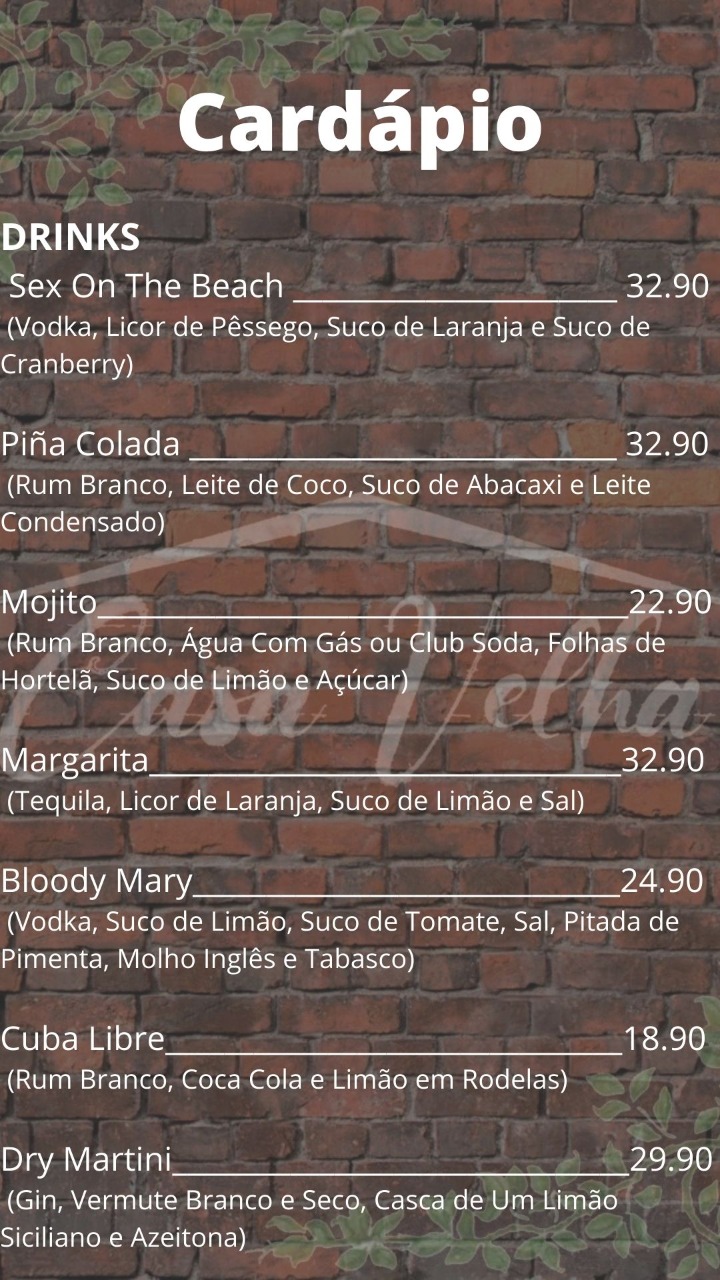 Cardápio
DRINKS
Sex On The Beach ____________________ 32.90
(Vodka, Licor de Pêssego, Suco de Laranja e Suco de
Cranberry)
Piña Colada __________________________ 32.90
(Rum Branco, Leite de Coco, Suco de Abacaxi e Leite
Condensado)
Mojito________________________________22.90
(Rum Branco, Água Com Gás ou Club Soda, Folhas de
Hortelã, Suco de Limão e Açúcar)
Casa Velha
Margarita_____________________________32.90
(Tequila, Licor de Laranja, Suco de Limão e Sal)
Bloody Mary__________________________24.90
(Vodka, Suco de Limão, Suco de Tomate, Sal, Pitada de
Pimenta, Molho Inglês e Tabasco)
Cuba Libre____________________________18.90
(Rum Branco, Coca Cola e Limão em Rodelas)
Dry Martini____________________________29.90
(Gin, Vermute Branco e Seco, Casca de Um Limão
Siciliano e Azeitona)